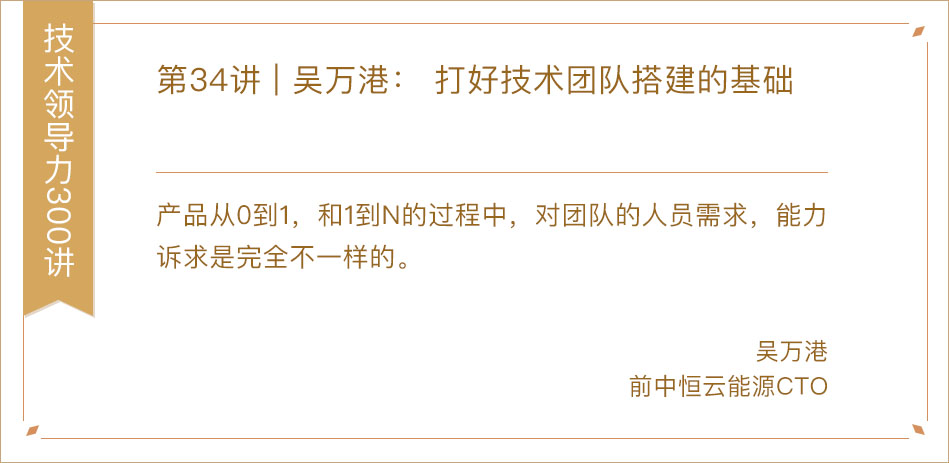 技术领导力300讲
第34讲 | 吴万港： 打好技术团队搭建的基础
产品从0到1，和1到N的过程中，对团队的人员需求，能力
诉求是完全不一样的。
吴万港
前中恒云能源CTO